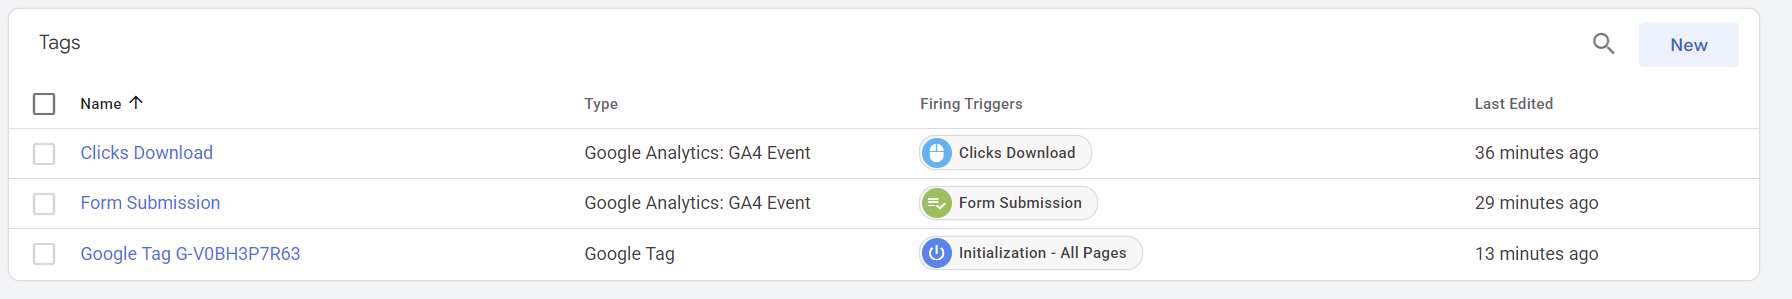 Tags
New
Name Type Firing Triggers Last Edited
Clicks Download Google Analytics: GA4 Event Clicks Download 36 minutes ago
Form Submission Google Analytics: GA4 Event Form Submission 29 minutes ago
Google Tag G-V0BH3P7R63 Google Tag Initialization - All Pages 13 minutes ago